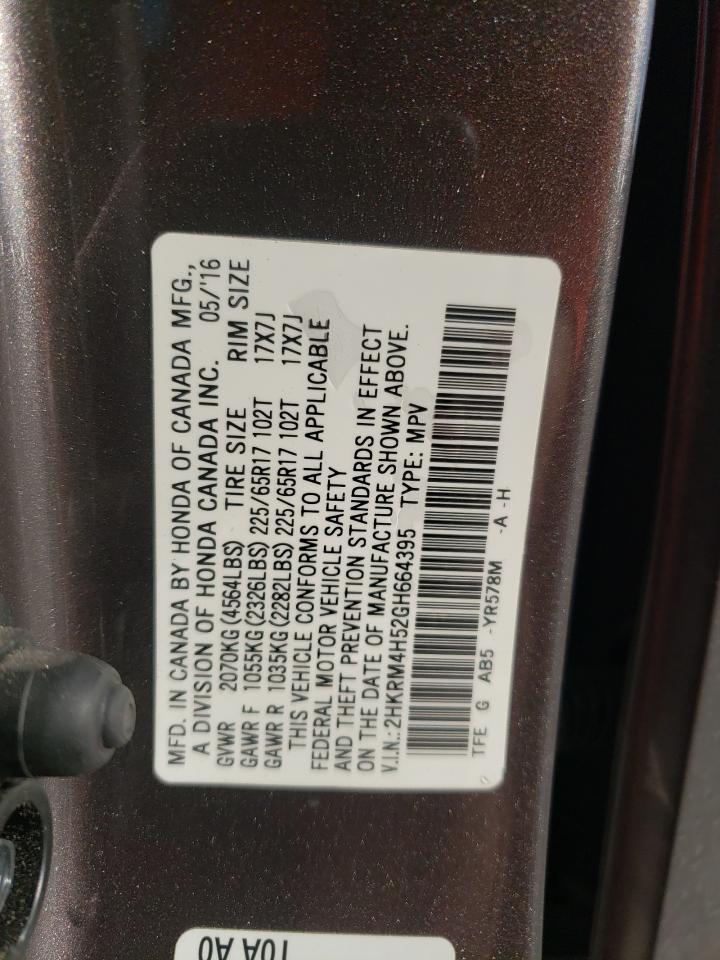 MFD. IN CANADA BY HONDA OF CANADA MFG.,
A DIVISION OF HONDA CANADA INC. 05/'16
GVWR 2070KG(4564LBS) TIRE SIZE RIM SIZE
GAWR F 1055KG(2326LBS) 225/65R17 102T 17X7J
GAWR R 1035KG(2282LBS) 225/65R17 102T 17X7J
THIS VEHICLE CONFORMS TO ALL APPLICABLE
FEDERAL MOTOR VEHICLE SAFETY
AND THEFT PREVENTION STANDARDS IN EFFECT
ON THE DATE OF MANUFACTURE SHOWN ABOVE.
V.I.N.: 2HKRM4H52GH664395 TYPE: MPV
TFE G AB5 -YR578M -A -H